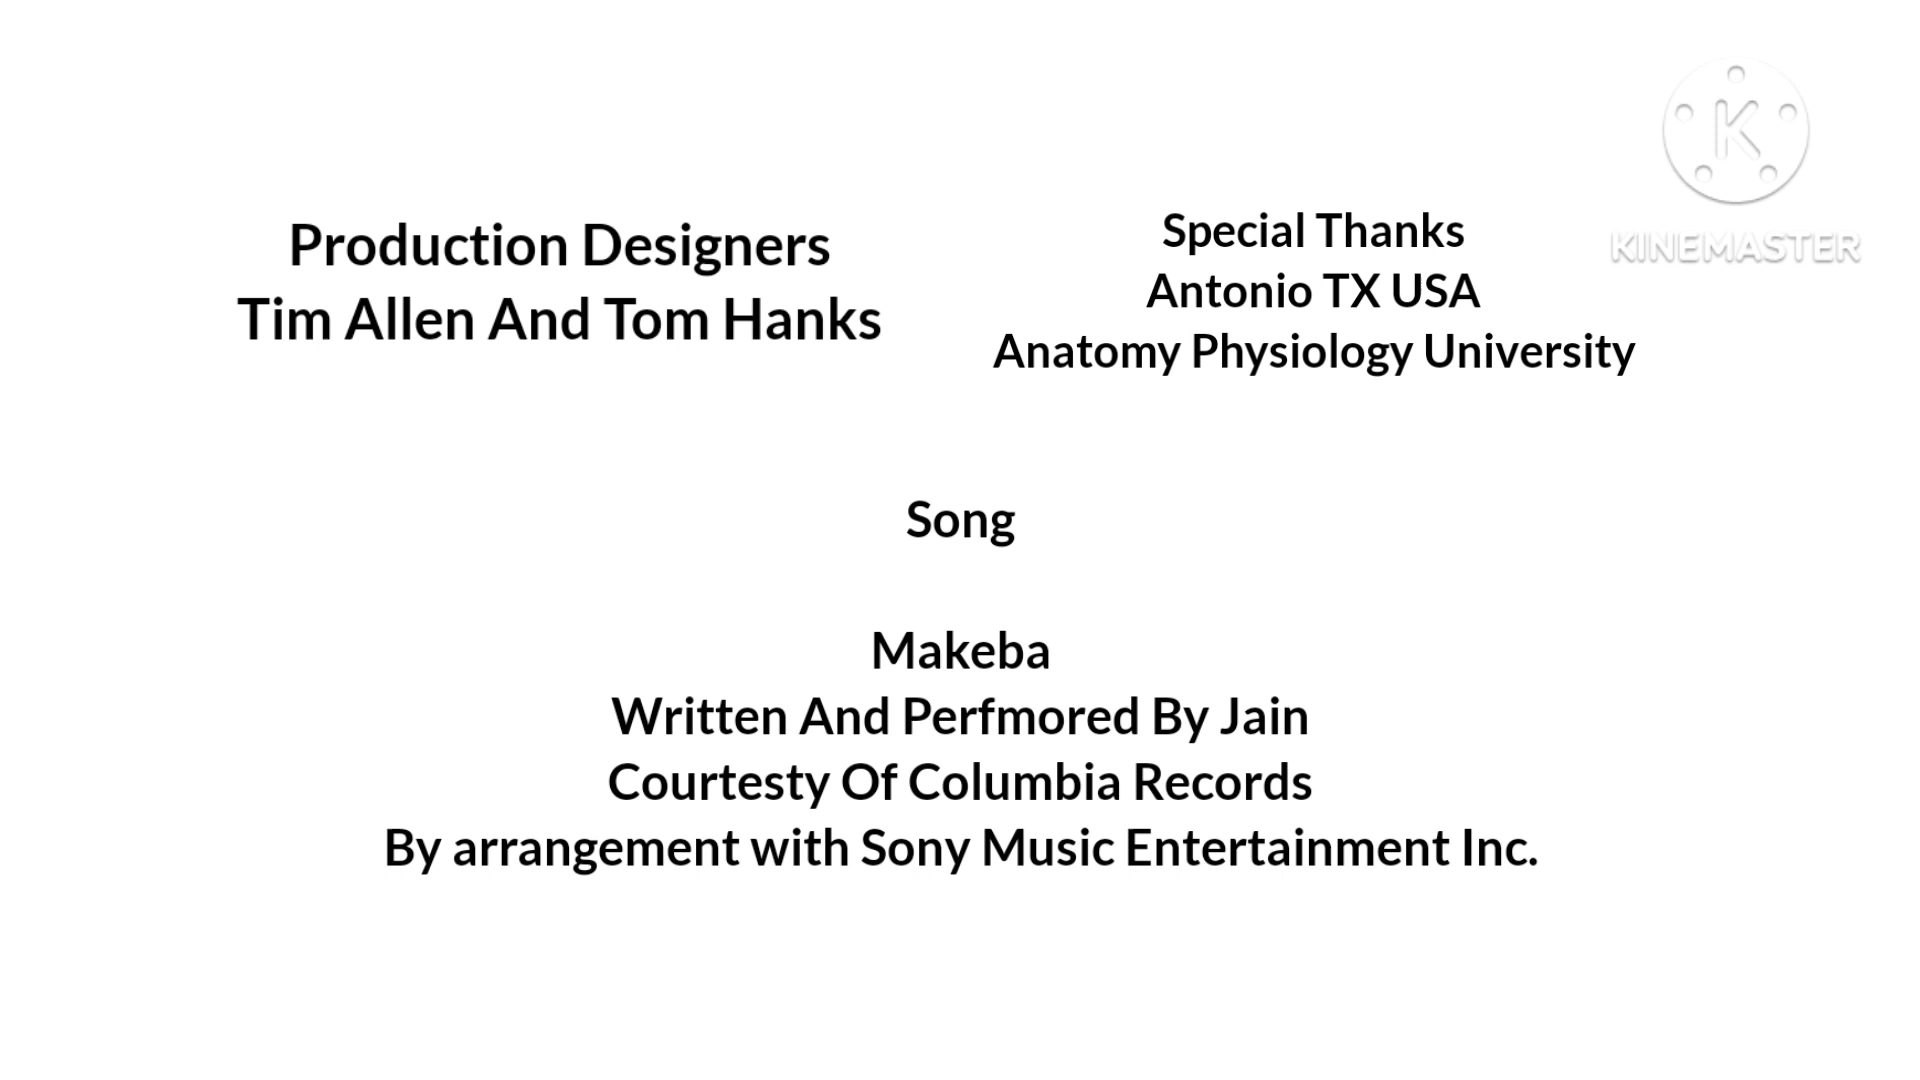 Production Designers
Tim Allen And Tom Hanks
Special Thanks
Antonio TX USA
Anatomy Physiology University
K
KINEMASTER
Song
Makeba
Written And Perfmored By Jain
Courtesty Of Columbia Records
By arrangement with Sony Music Entertainment Inc.